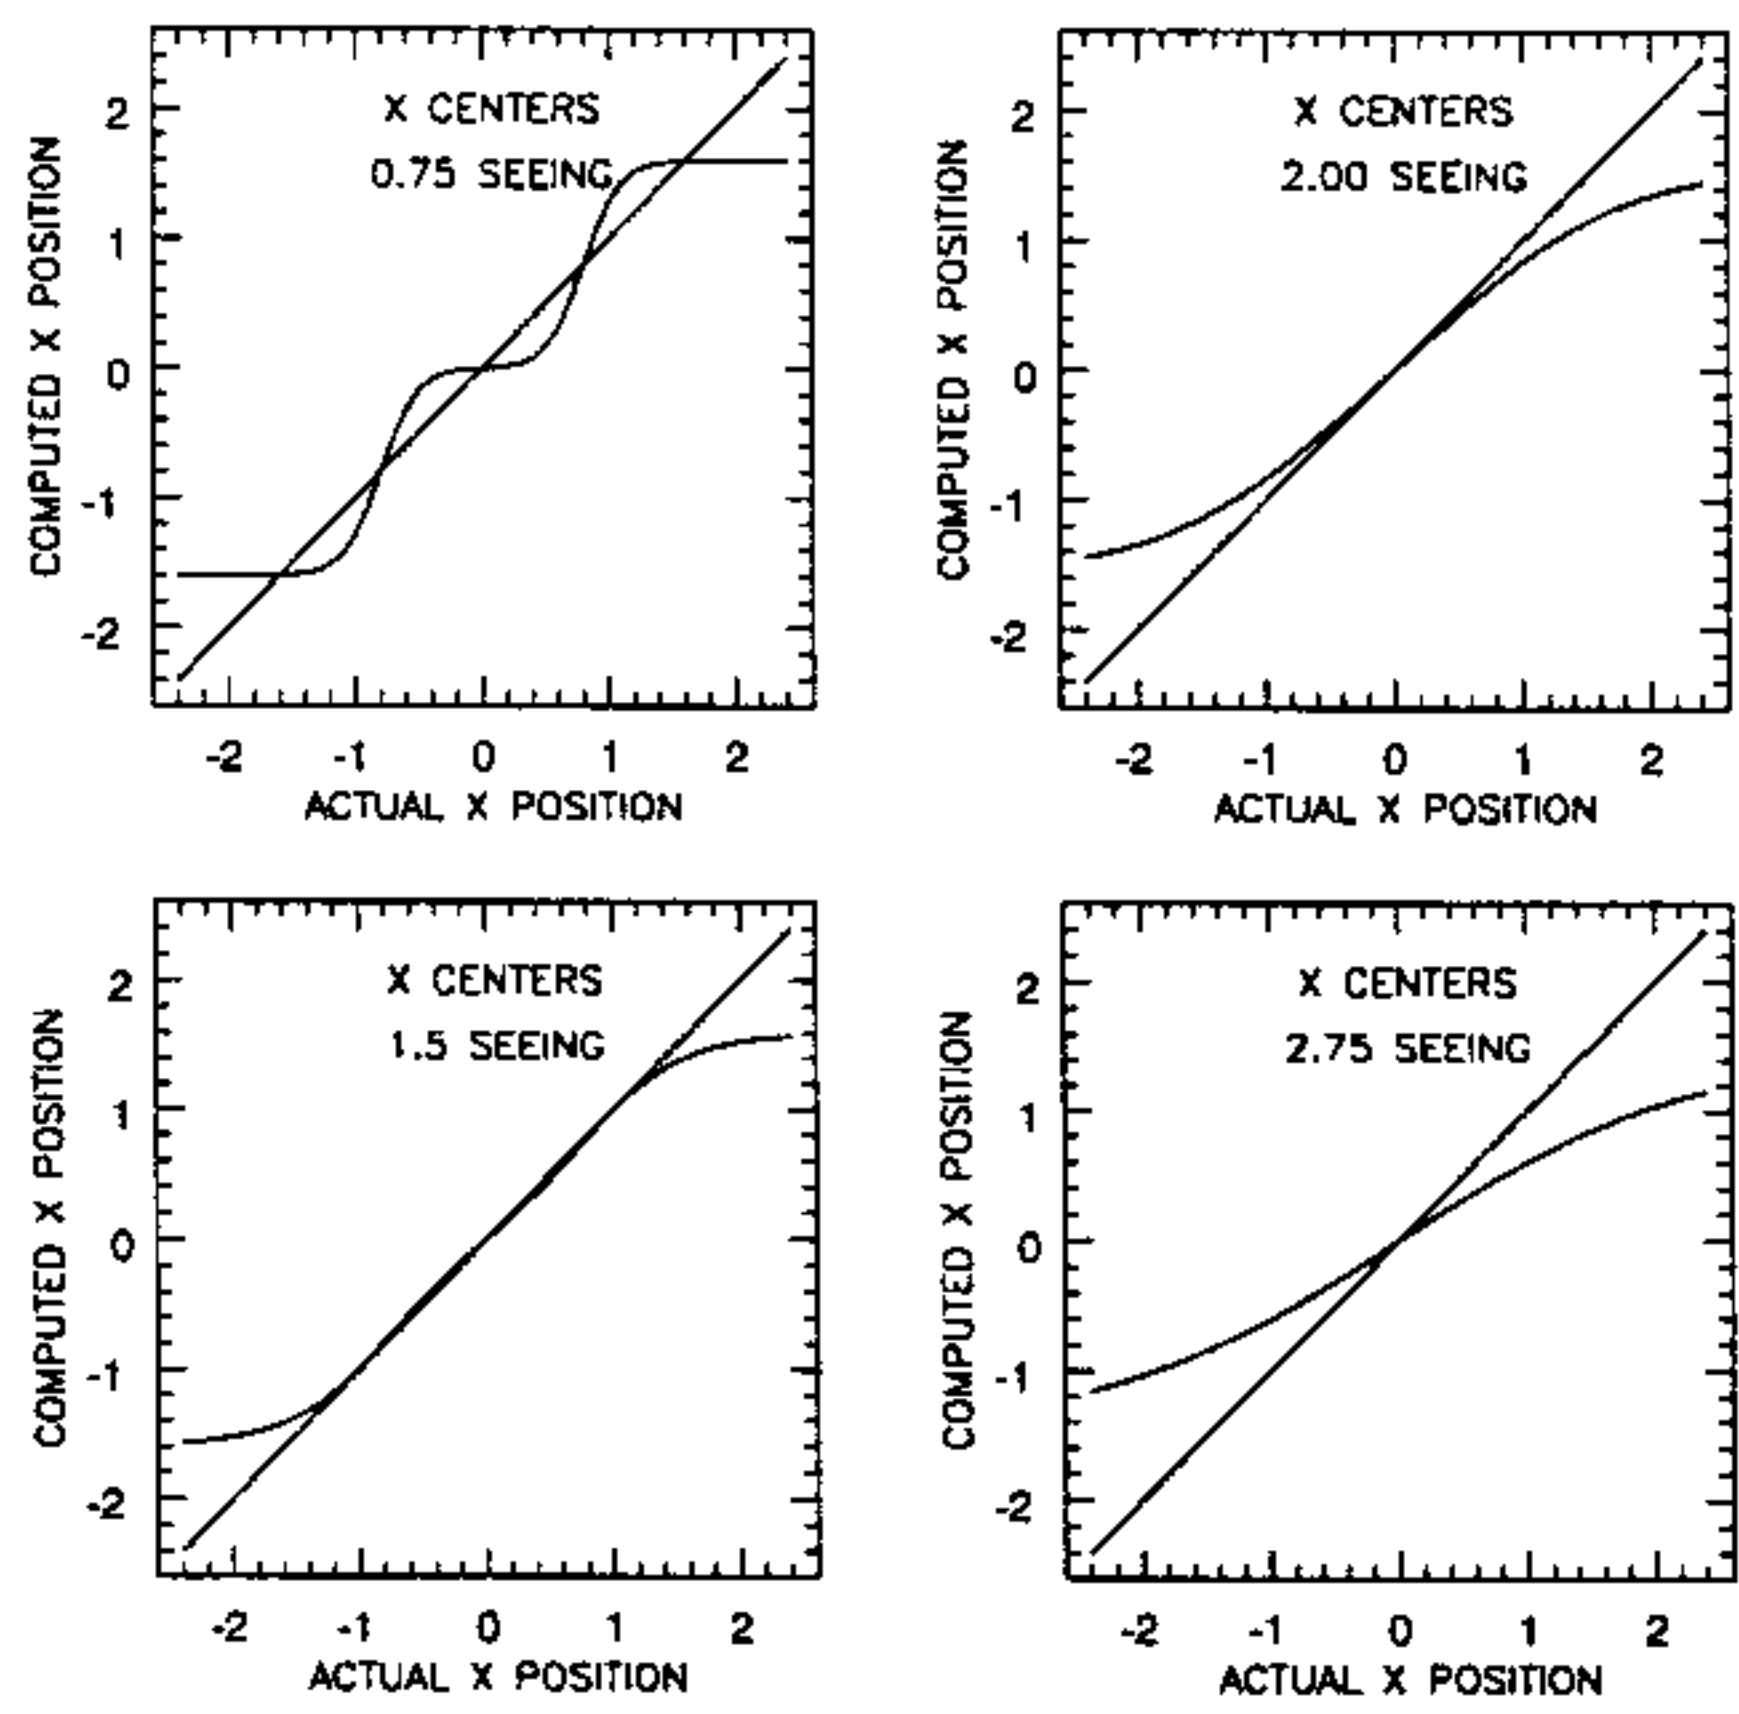 X CENTERS
0.75 SEEING
COMPUTED X POSITION
2
1
0
-1
-2
-2 -1 0 1 2
ACTUAL X POSITION
X CENTERS
2.00 SEEING
COMPUTED X POSITION
2
1
0
-1
-2
-2 -1 0 1 2
ACTUAL X POSITION
X CENTERS
1.5 SEEING
COMPUTED X POSITION
2
1
0
-1
-2
-2 -1 0 1 2
ACTUAL X POSITION
X CENTERS
2.75 SEEING
COMPUTED X POSITION
2
1
0
-1
-2
-2 -1 0 1 2
ACTUAL X POSITION